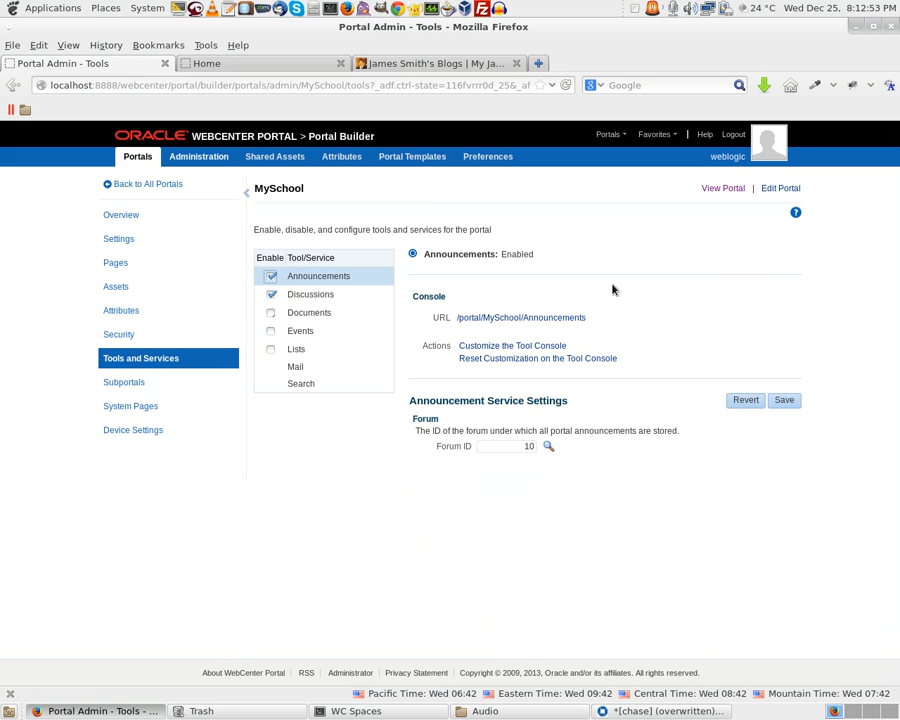 Applications Places System 24 °C Wed Dec 25, 8:12:53 PM
Portal Admin - Tools - Mozilla Firefox
File Edit View History Bookmarks Tools Help
Portal Admin - Tools Home James Smith's Blogs | My Ja...
localhost:8888/webcenter/portal/builder/portals/admin/MySchool/tools?_adf.ctrl-state=116fvrrr0d_25&_af Google
ORACLE WEBCENTER PORTAL > Portal Builder Portals Favorites Help Logout
Portals Administration Shared Assets Attributes Portal Templates Preferences weblogic
Back to All Portals
MySchool View Portal | Edit Portal
Overview
Settings
Pages
Assets
Attributes
Security
Tools and Services
Subportals
System Pages
Device Settings
Enable, disable, and configure tools and services for the portal
Enable Tool/Service
Announcements
Discussions
Documents
Events
Lists
Mail
Search
Announcements: Enabled
Console
URL /portal/MySchool/Announcements
Actions Customize the Tool Console
Reset Customization on the Tool Console
Announcement Service Settings Revert Save
Forum
The ID of the forum under which all portal announcements are stored.
Forum ID 10
About WebCenter Portal RSS Administrator Privacy Statement Copyright © 2009, 2013, Oracle and/or its affiliates. All rights reserved.
Pacific Time: Wed 06:42 Eastern Time: Wed 09:42 Central Time: Wed 08:42 Mountain Time: Wed 07:42
Portal Admin - Tools - ... Trash WC Spaces Audio *[chase] (overwritten)...